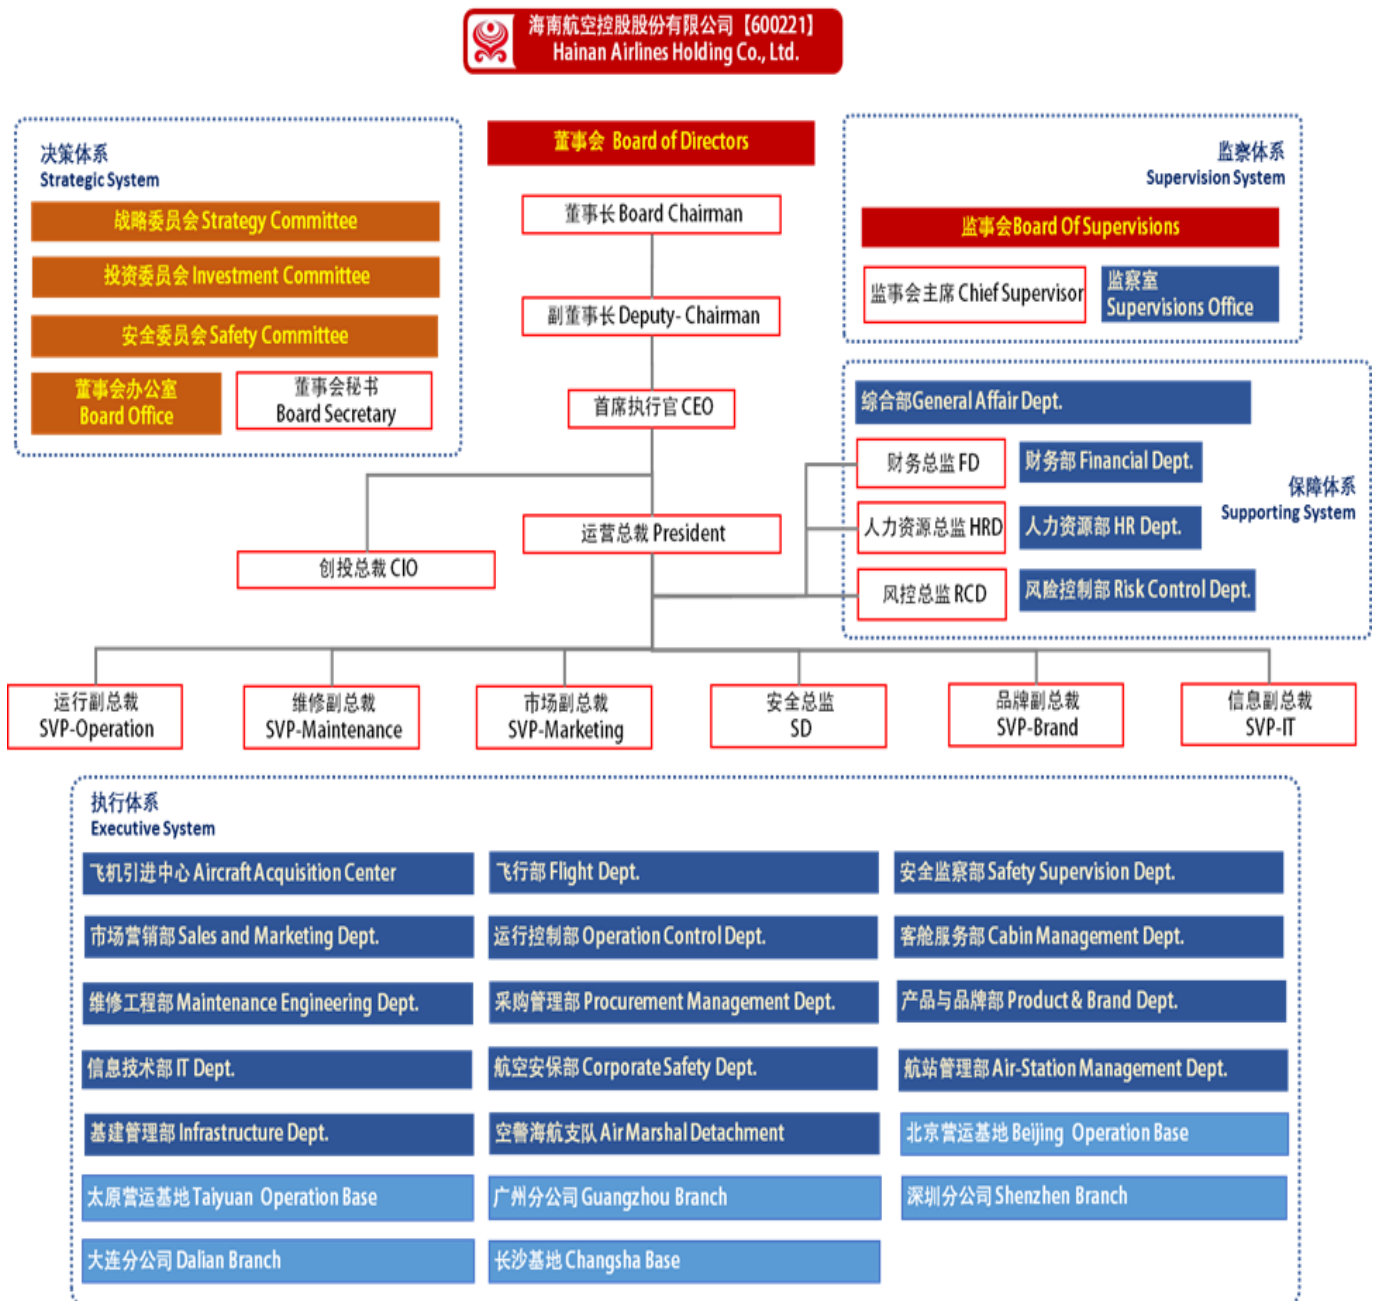 海南航空控股股份有限公司【600221】
Hainan Airlines Holding Co., Ltd.
决策体系
Strategic System
战略委员会 Strategy Committee
投资委员会 Investment Committee
安全委员会 Safety Committee
董事会办公室
Board Office
董事会秘书
Board Secretary
董事会 Board of Directors
董事长 Board Chairman
副董事长 Deputy- Chairman
首席执行官 CEO
运营总裁 President
创投总裁 CIO
监察体系
Supervision System
监事会Board Of Supervisions
监事会主席 Chief Supervisor
监察室
Supervisions Office
综合部General Affair Dept.
财务总监 FD
财务部 Financial Dept.
保障体系
Supporting System
人力资源总监 HRD
人力资源部 HR Dept.
风控总监 RCD
风险控制部 Risk Control Dept.
运行副总裁
SVP-Operation
维修副总裁
SVP-Maintenance
市场副总裁
SVP-Marketing
安全总监
SD
品牌副总裁
SVP-Brand
信息副总裁
SVP-IT
执行体系
Executive System
飞机引进中心 Aircraft Acquisition Center
飞行部 Flight Dept.
安全监察部 Safety Supervision Dept.
市场营销部 Sales and Marketing Dept.
运行控制部 Operation Control Dept.
客舱服务部 Cabin Management Dept.
维修工程部 Maintenance Engineering Dept.
采购管理部 Procurement Management Dept.
产品与品牌部 Product & Brand Dept.
信息技术部 IT Dept.
航空安保部 Corporate Safety Dept.
航站管理部 Air-Station Management Dept.
基建管理部 Infrastructure Dept.
空警海航支队 Air Marshal Detachment
北京营运基地 Beijing Operation Base
太原营运基地 Taiyuan Operation Base
广州分公司 Guangzhou Branch
深圳分公司 Shenzhen Branch
大连分公司 Dalian Branch
长沙基地 Changsha Base